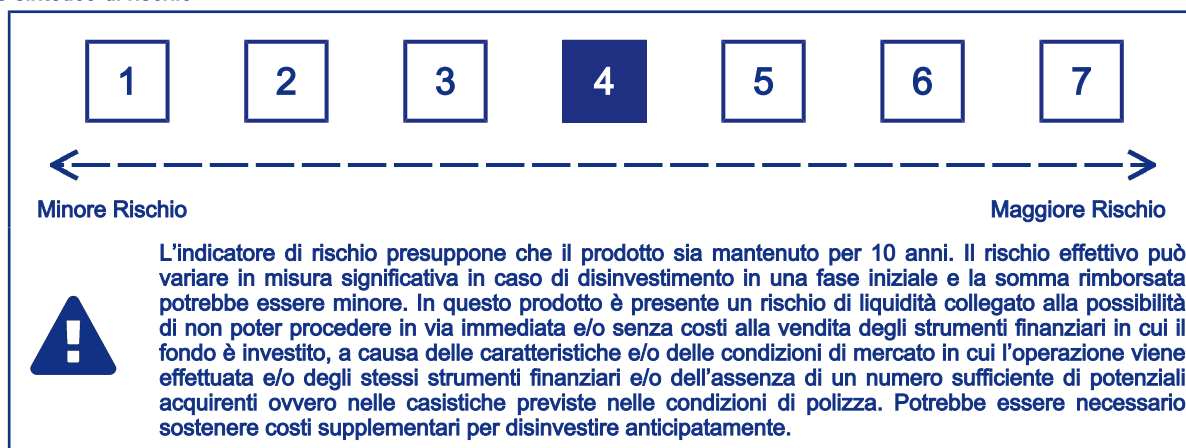 1 2 3 4 5 6 7
Minore Rischio Maggiore Rischio
L'indicatore di rischio presuppone che il prodotto sia mantenuto per 10 anni. Il rischio effettivo può
variare in misura significativa in caso di disinvestimento in una fase iniziale e la somma rimborsata
potrebbe essere minore. In questo prodotto è presente un rischio di liquidità collegato alla possibilità
di non poter procedere in via immediata e/o senza costi alla vendita degli strumenti finanziari in cui il
fondo è investito, a causa delle caratteristiche e/o delle condizioni di mercato in cui l'operazione viene
effettuata e/o degli stessi strumenti finanziari e/o dell'assenza di un numero sufficiente di potenziali
acquirenti ovvero nelle casistiche previste nelle condizioni di polizza. Potrebbe essere necessario
sostenere costi supplementari per disinvestire anticipatamente.